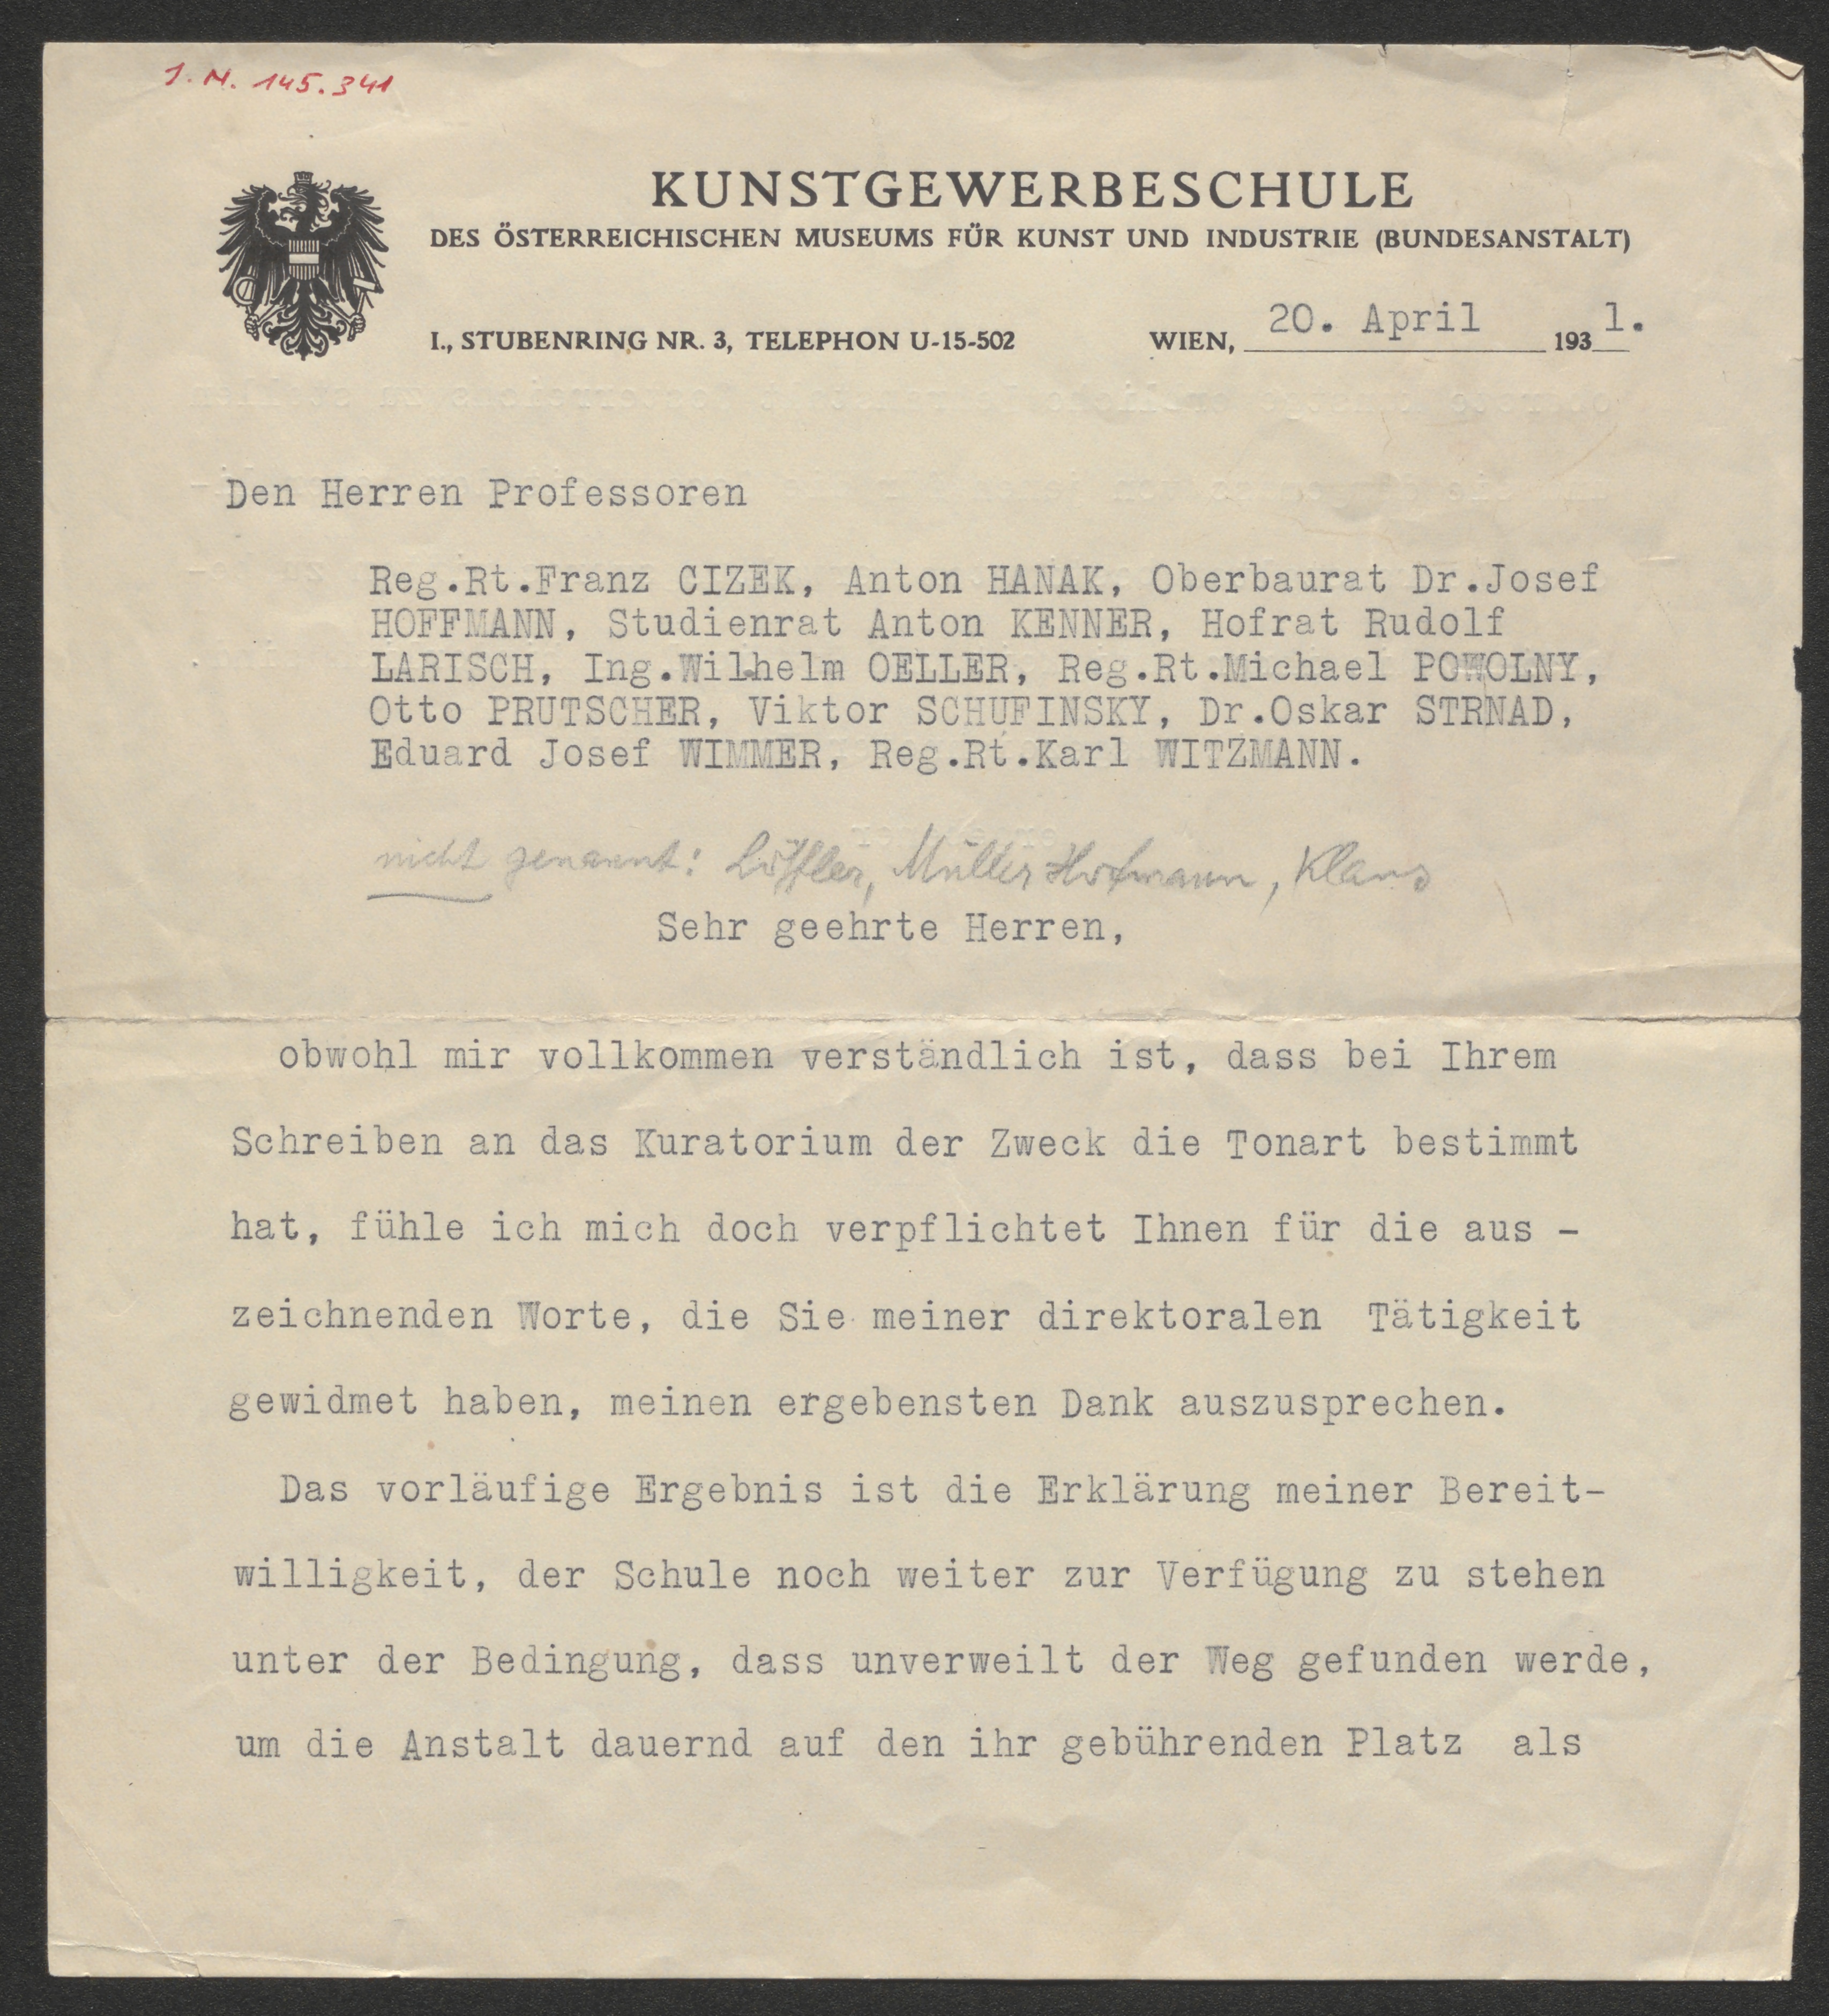 J. N. 145.341
KUNSTGEWERBESCHULE
DES ÖSTERREICHISCHEN MUSEUMS FÜR KUNST UND INDUSTRIE (BUNDESANSTALT)
I., STUBENRING NR. 3, TELEPHON U-15-502 WIEN, 20. April 1931.
Den Herren Professoren
Reg.Rt.Franz CIZEK, Anton HANAK, Oberbaurat Dr.Josef
HOFFMANN, Studienrat Anton KENNER, Hofrat Rudolf
LARISCH, Ing.Wilhelm OELLER, Reg.Rt.Michael POWOLNY,
Otto PRUTSCHER, Viktor SCHUFINSKY, Dr.Oskar STRNAD,
Eduard Josef WIMMER, Reg.Rt.Karl WITZMANN.
nicht genannt: Löffler, Müller Hofmann, Klaus
Sehr geehrte Herren,
obwohl mir vollkommen verständlich ist, dass bei Ihrem
Schreiben an das Kuratorium der Zweck die Tonart bestimmt
hat, fühle ich mich doch verpflichtet Ihnen für die aus -
zeichnenden Worte, die Sie meiner direktoralen Tätigkeit
gewidmet haben, meinen ergebensten Dank auszusprechen.
Das vorläufige Ergebnis ist die Erklärung meiner Bereit-
willigkeit, der Schule noch weiter zur Verfügung zu stehen
unter der Bedingung, dass unverweilt der Weg gefunden werde,
um die Anstalt dauernd auf den ihr gebührenden Platz als